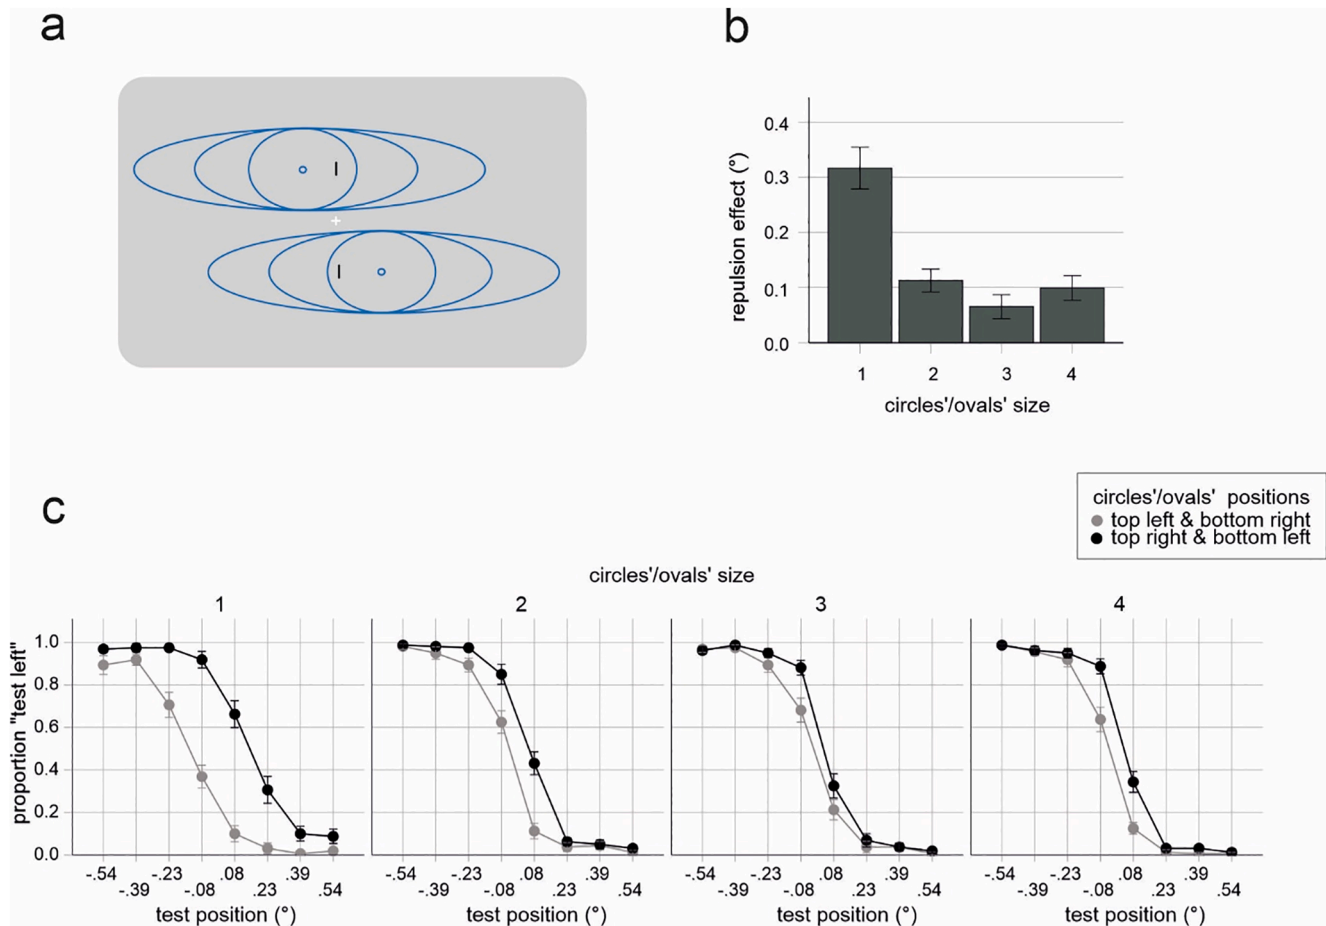 a
b
0.4
0.3
0.2
0.1
0.0
repulsion effect (°)
1 2 3 4
circles'/ovals' size
c
circles'/ovals' positions
top left & bottom right
top right & bottom left
circles'/ovals' size
1 2 3 4
proportion "test left"
1.0
0.8
0.6
0.4
0.2
0.0
-.54 -.23 .08 .39 -.54 -.23 .08 .39 -.54 -.23 .08 .39 -.54 -.23 .08 .39
-.39 -.08 .23 .54 -.39 -.08 .23 .54 -.39 -.08 .23 .54 -.39 -.08 .23 .54
test position (°) test position (°) test position (°) test position (°)